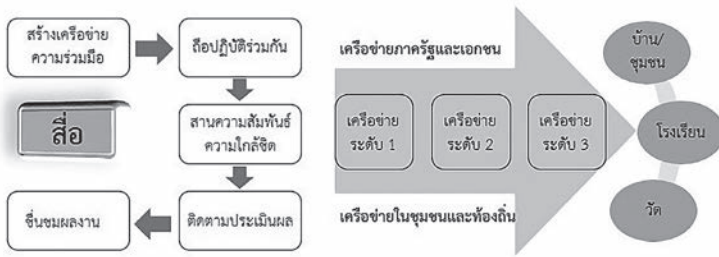 สร้างเครือข่าย
ความร่วมมือ
ถือปฏิบัติร่วมกัน
สื่อ
สานความสัมพันธ์
ความใกล้ชิด
ชื่นชมผลงาน
ติดตามประเมินผล
เครือข่ายภาครัฐและเอกชน
เครือข่าย
ระดับ 1
เครือข่าย
ระดับ 2
เครือข่าย
ระดับ 3
เครือข่ายในชุมชนและท้องถิ่น
บ้าน/
ชุมชน
โรงเรียน
วัด